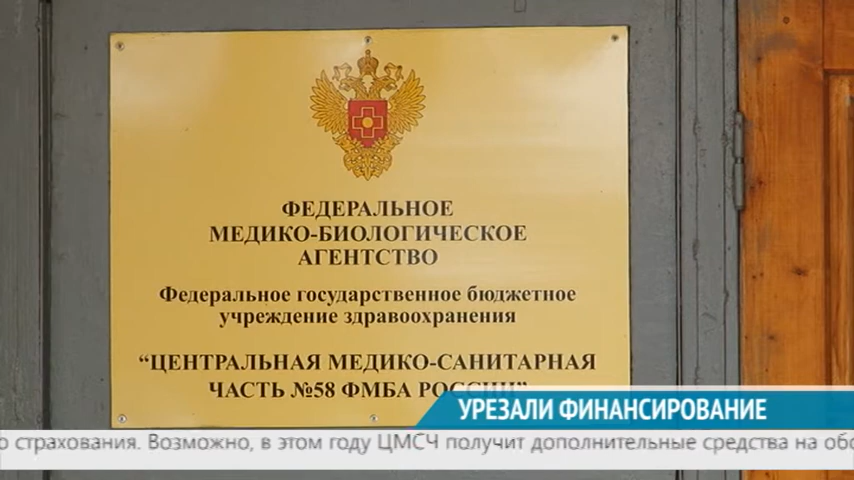 ФЕДЕРАЛЬНОЕ
МЕДИКО-БИОЛОГИЧЕСКОЕ
АГЕНТСТВО
Федеральное государственное бюджетное
учреждение здравоохранения
“ЦЕНТРАЛЬНАЯ МЕДИКО-САНИТАРНАЯ
ЧАСТЬ №58 ФМБА РОССИИ”
УРЕЗАЛИ ФИНАНСИРОВАНИЕ
о страхования. Возможно, в этом году ЦМСЧ получит дополнительные средства на обо